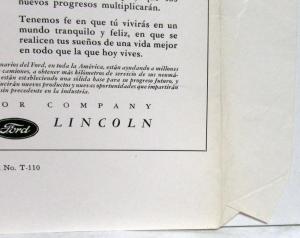 nuevos progresos multiplicarán.
Tenemos fe en que tú vivirás en un
mundo tranquilo y feliz, en que se
realicen tus sueños de una vida mejor
en todo que la que hoy vives.
narios del Ford, en toda la América, están ayudando a millones
camiones, a obtener más kilómetros de servicio de sus neumá-
están estableciendo una sólida base para su progreso futuro, y
ducirán nuevos productos y nuevas oportunidades que impartirán
sin precedente en la industria.
OR COMPANY
Ford LINCOLN
No. T-110